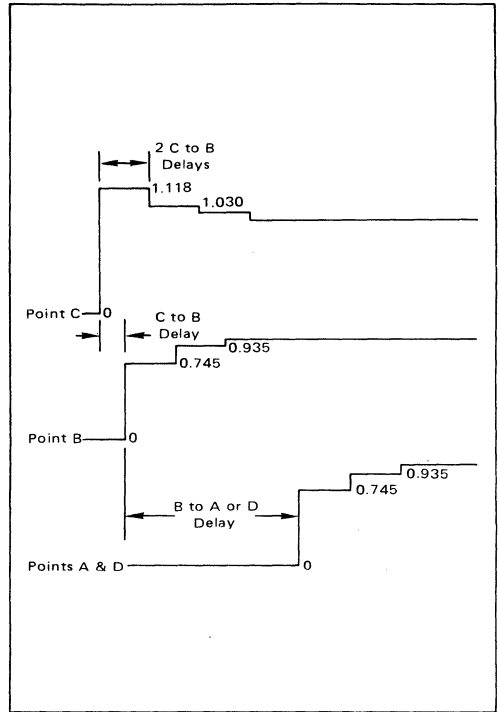 2 C to B
Delays
1.118
1.030
Point C
0
C to B
Delay
0.935
0.745
Point B
0
0.935
B to A or D
Delay
0.745
Points A & D
0